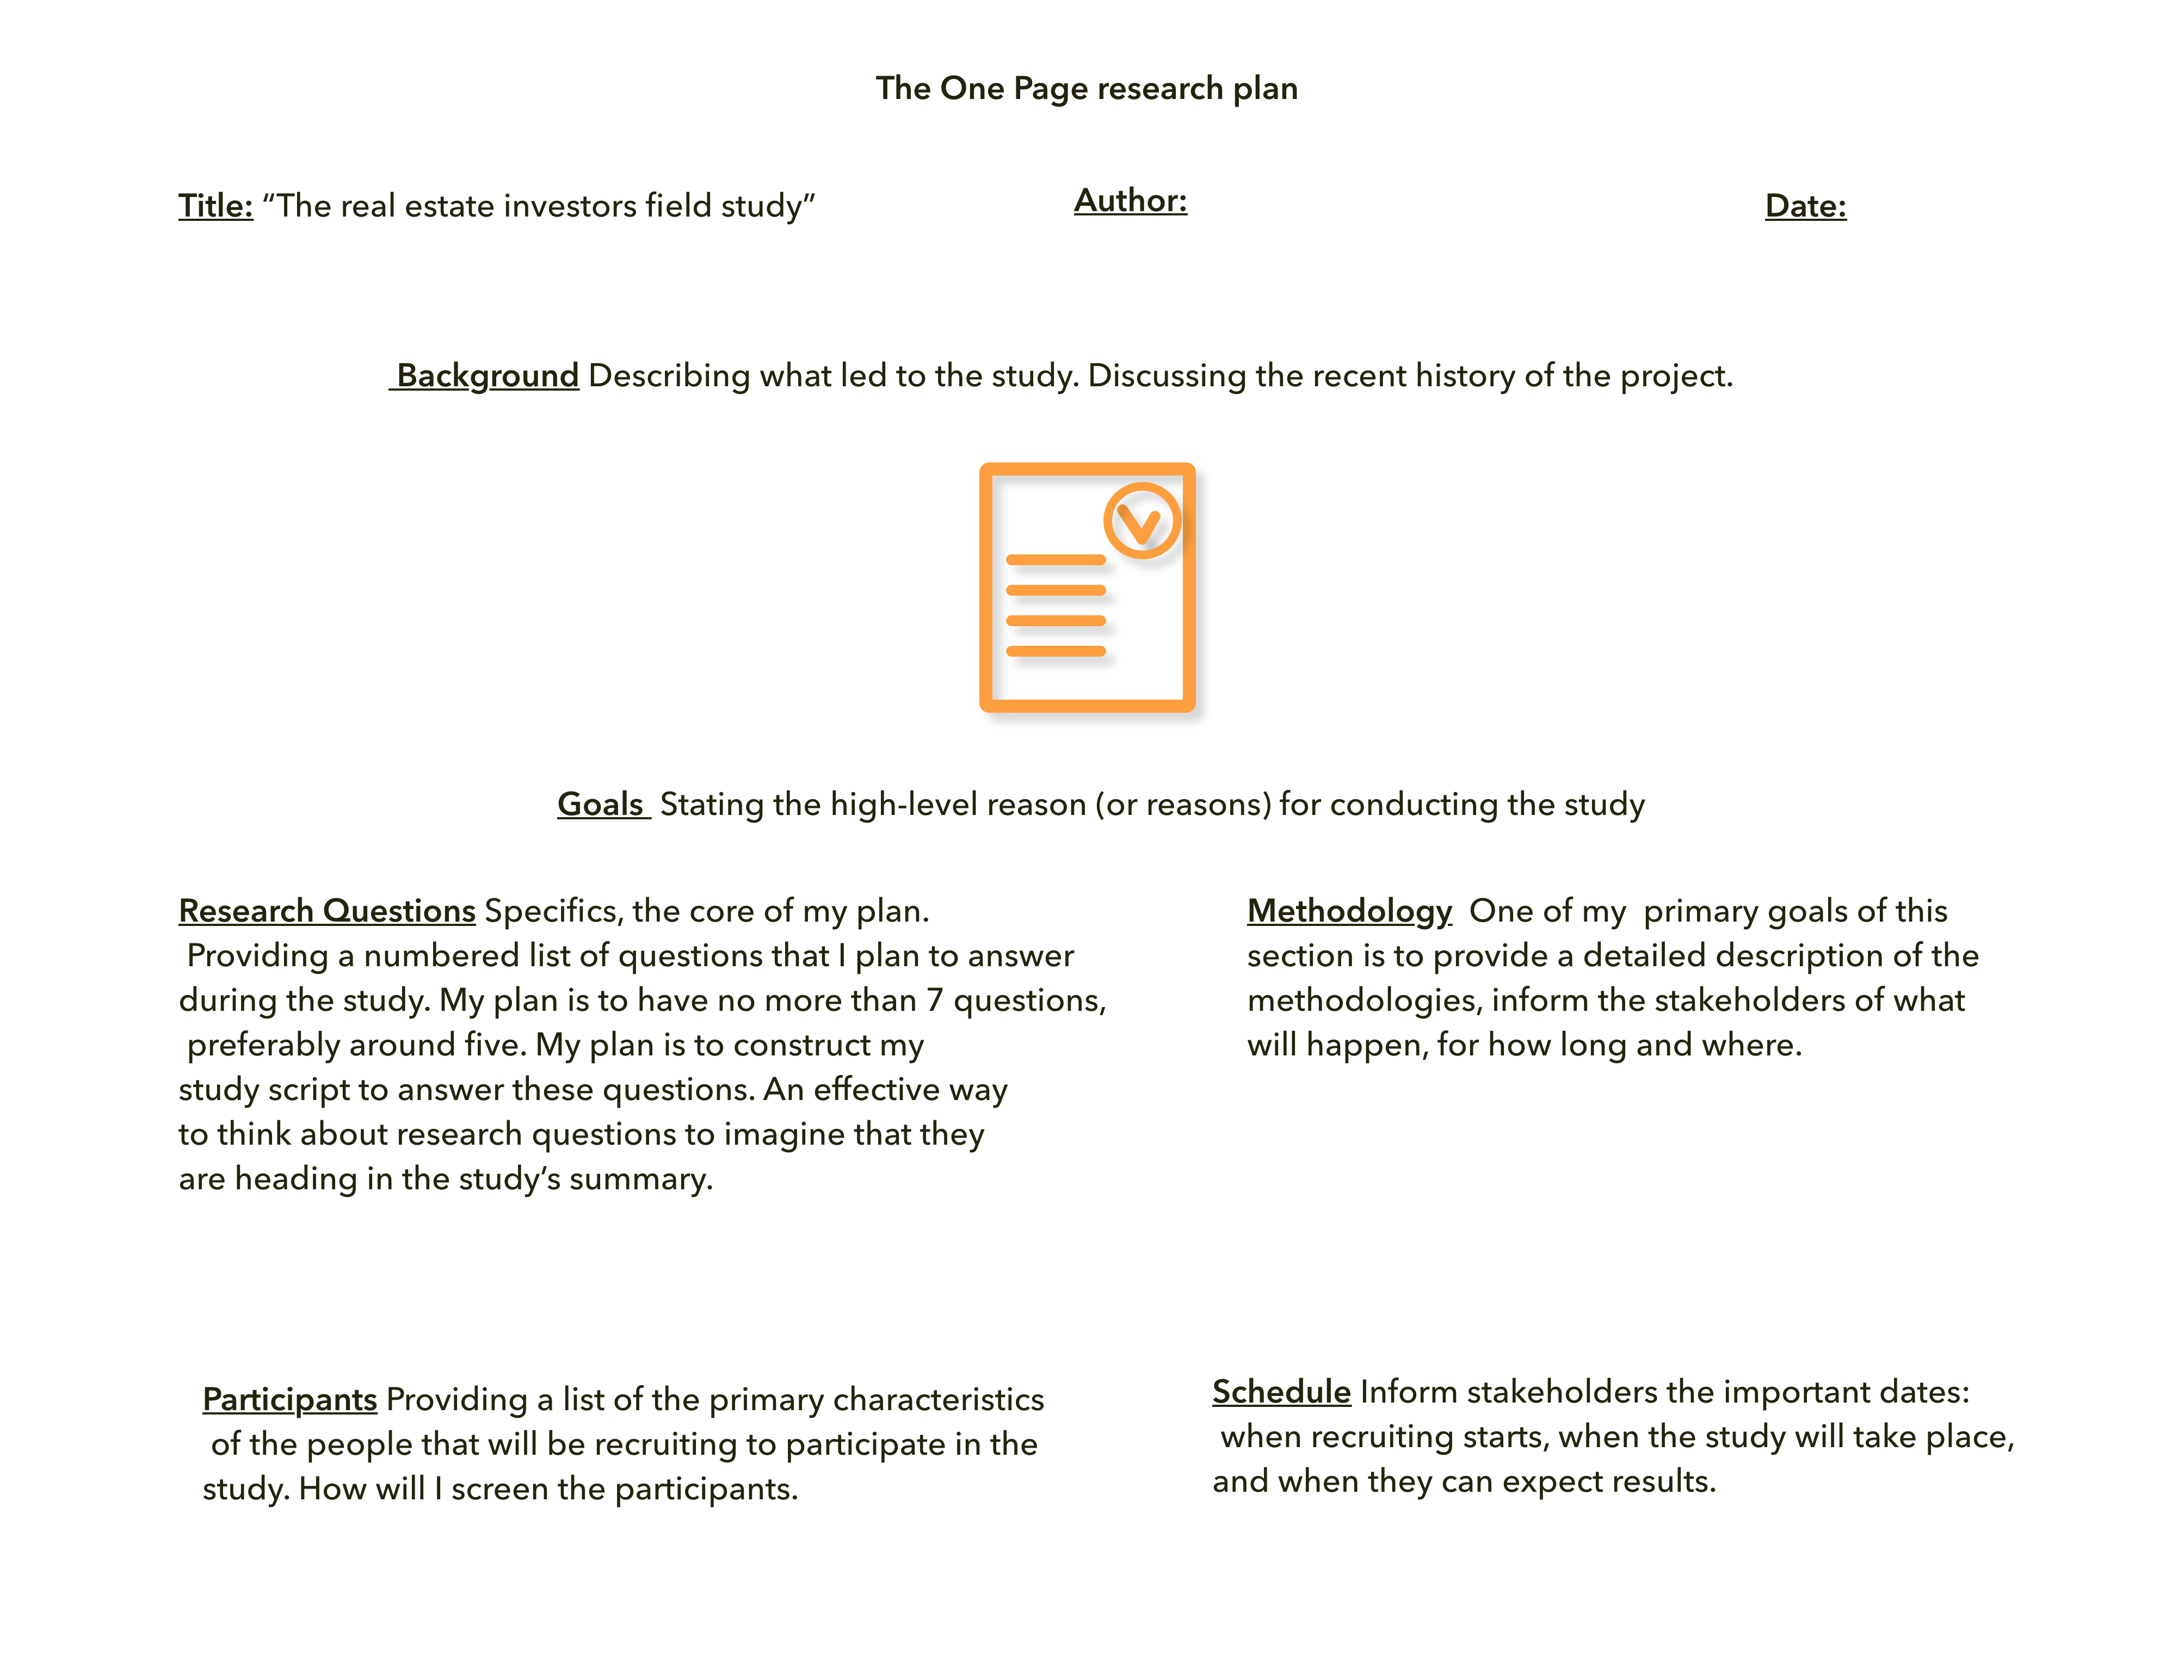 The One Page research plan
Title: “The real estate investors field study”
Author:
Date:
Background Describing what led to the study. Discussing the recent history of the project.
Goals  Stating the high-level reason (or reasons) for conducting the study
Research Questions Specifics, the core of my plan.
Providing a numbered list of questions that I plan to answer
during the study. My plan is to have no more than 7 questions,
preferably around five. My plan is to construct my
study script to answer these questions. An effective way
to think about research questions to imagine that they
are heading in the study’s summary.
Methodology  One of my  primary goals of this
section is to provide a detailed description of the
methodologies, inform the stakeholders of what
will happen, for how long and where.
Participants Providing a list of the primary characteristics
of the people that will be recruiting to participate in the
study. How will I screen the participants.
Schedule Inform stakeholders the important dates:
when recruiting starts, when the study will take place,
and when they can expect results.